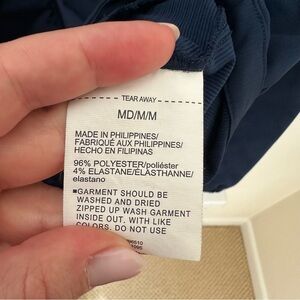 TEAR AWAY
MD/M/M
MADE IN PHILIPPINES/
FABRIQUÉ AUX PHILIPPINES/
HECHO EN FILIPINAS
96% POLYESTER/poliéster
4% ELASTANE/ÉLASTHANNE/
elastano
■GARMENT SHOULD BE
WASHED AND DRIED
ZIPPED UP WASH GARMENT
INSIDE OUT. WITH LIKE
COLORS. DO NOT USE